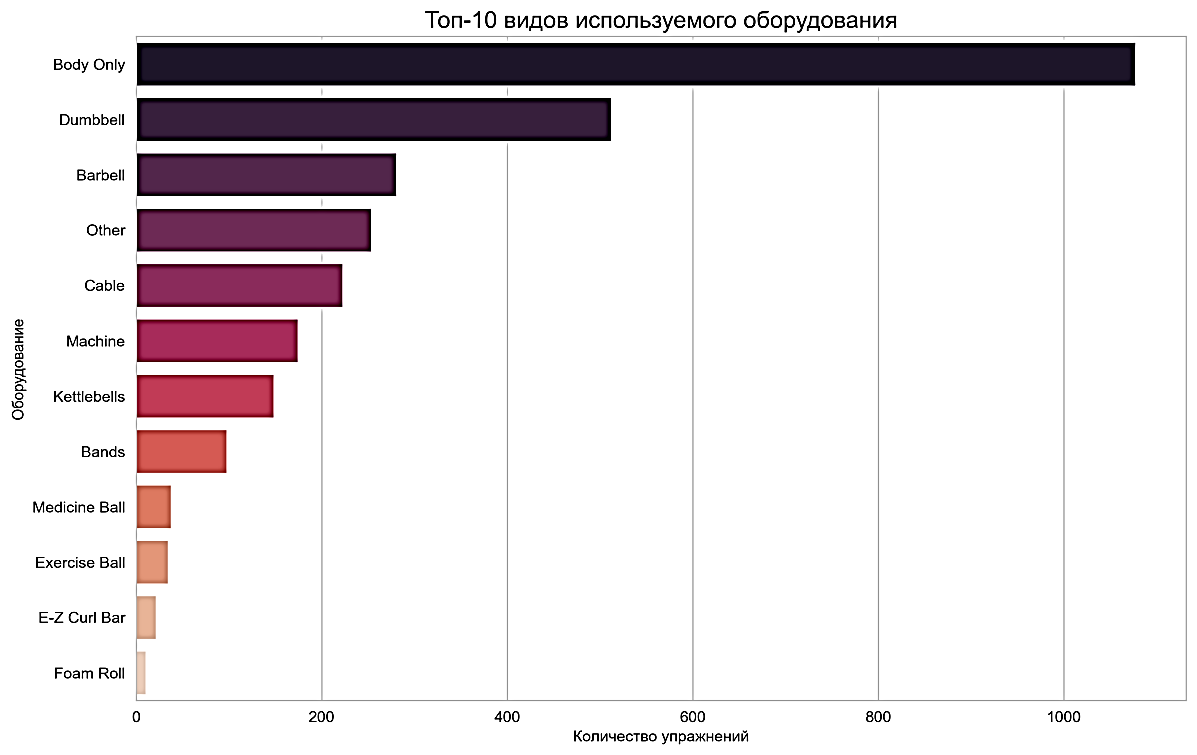 Топ-10 видов используемого оборудования
Body Only
Dumbbell
Barbell
Other
Cable
Machine
Kettlebells
Bands
Medicine Ball
Exercise Ball
E-Z Curl Bar
Foam Roll
Оборудование
0 200 400 600 800 1000
Количество упражнений